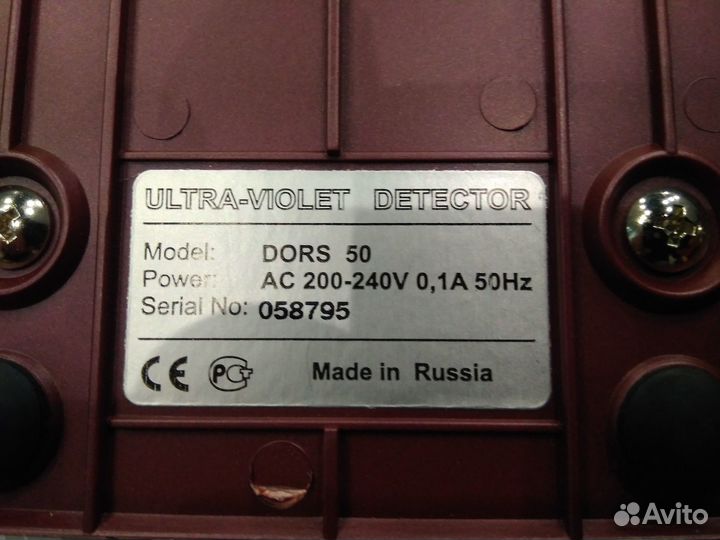 ULTRA-VIOLET DETECTOR
Model: DORS 50
Power: AC 200-240V 0,1A 50Hz
Serial No: 058795
CE РСТ Made in Russia
Avito